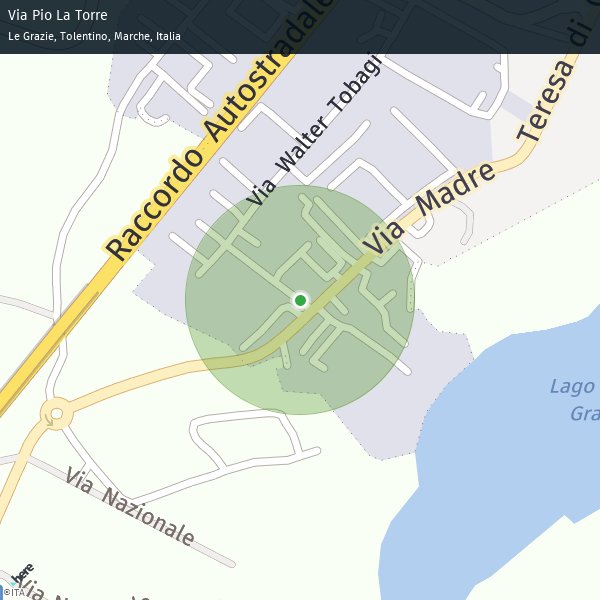 Via Pio La Torre
Le Grazie, Tolentino, Marche, Italia
Raccordo Autostradale
Via Walter Tobagi
Via Madre Teresa di
Lago
Gra
Via Nazionale
here
©ITA
Via